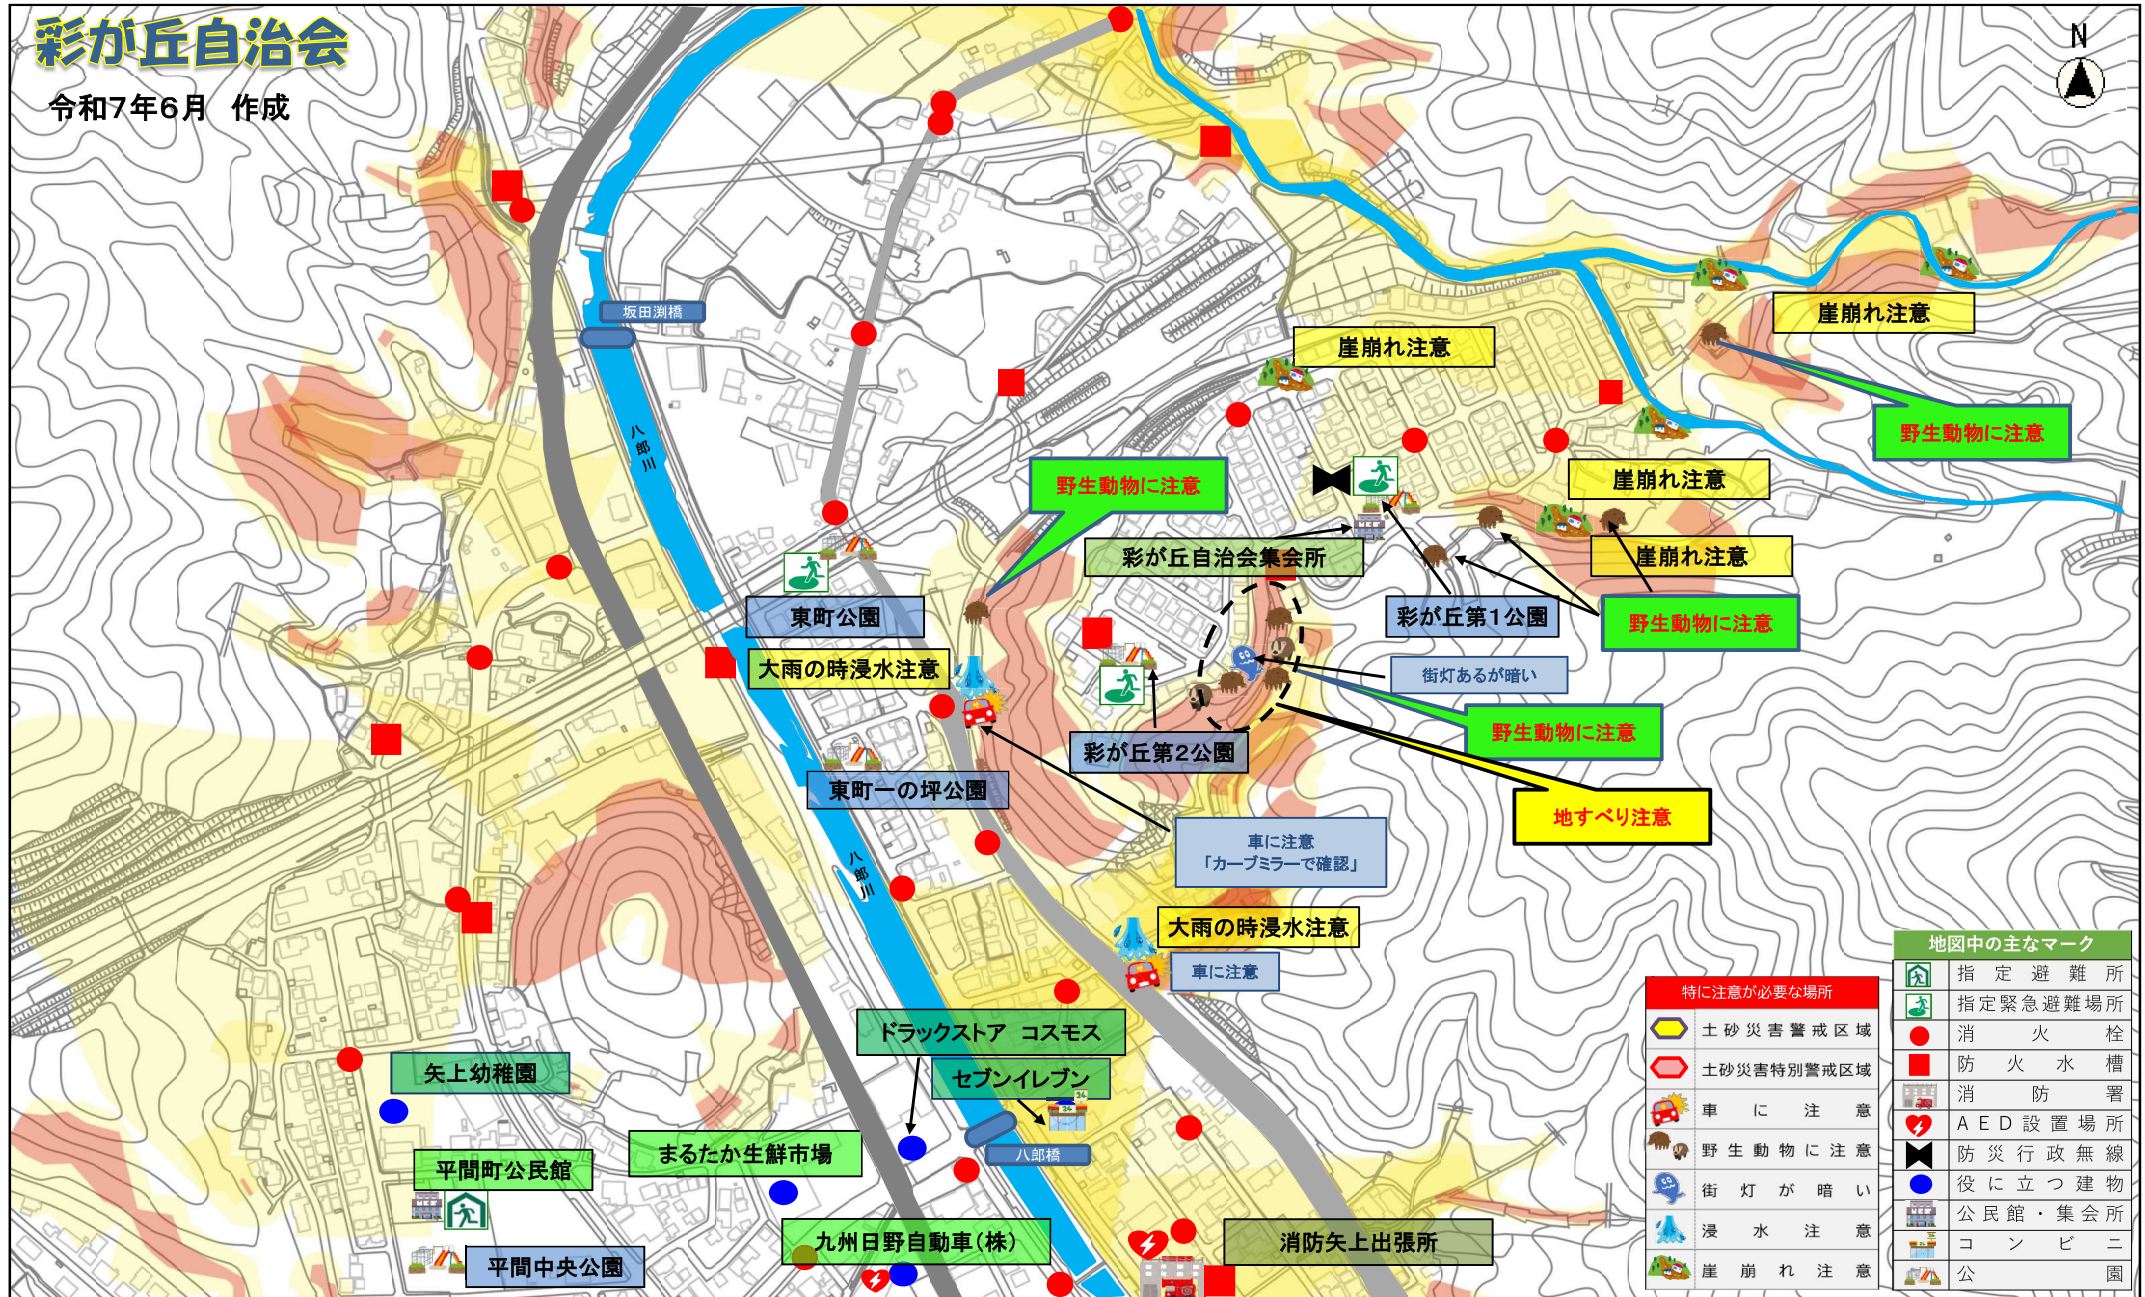 彩が丘自治会
令和7年6月 作成
N
坂田渕橋
崖崩れ注意
崖崩れ注意
八郎川
野生動物に注意
野生動物に注意
崖崩れ注意
彩が丘自治会集会所
崖崩れ注意
東町公園
彩が丘第1公園
野生動物に注意
大雨の時浸水注意
街灯あるが暗い
野生動物に注意
彩が丘第2公園
東町一の坪公園
地すべり注意
車に注意
「カーブミラーで確認」
八郎川
大雨の時浸水注意
車に注意
ドラックストア コスモス
セブンイレブン
矢上幼稚園
まるたか生鮮市場
八郎橋
平間町公民館
九州日野自動車(株)
消防矢上出張所
平間中央公園
特に注意が必要な場所
土砂災害警戒区域
土砂災害特別警戒区域
車に注意
野生動物に注意
街灯が暗い
浸水注意
崖崩れ注意
地図中の主なマーク
指定避難所
指定緊急避難場所
消火栓
防火水槽
消防署
AED設置場所
防災行政無線
役に立つ建物
公民館・集会所
コンビニ
公園